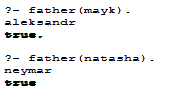 ?- father(mayk).
aleksandr
true.
?- father(natasha).
neymar
true